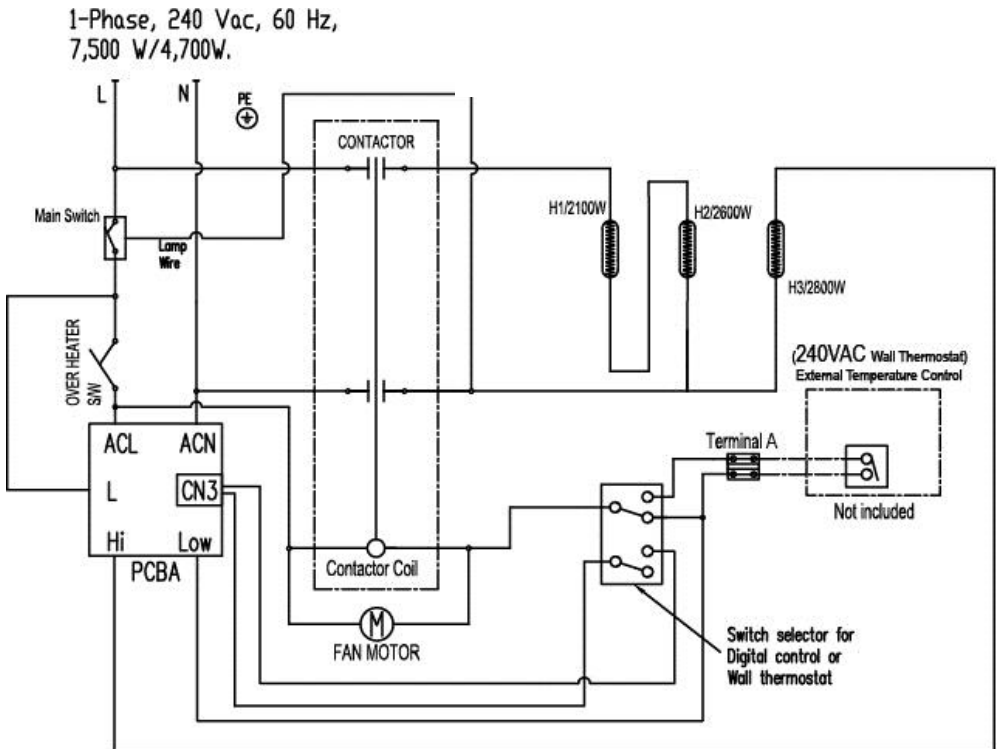 1-Phase, 240 Vac, 60 Hz,
7,500 W/4,700W.
L
N
PE
CONTACTOR
Main Switch
Lamp
Wire
H1/2100W
H2/2600W
H3/2800W
OVER HEATER
S/W
(240VAC Wall Thermostat)
External Temperature Control
ACL
ACN
Terminal A
L
CN3
Not included
Hi
Low
Contactor Coil
PCBA
M
FAN MOTOR
Switch selector for
Digital control or
Wall thermostat